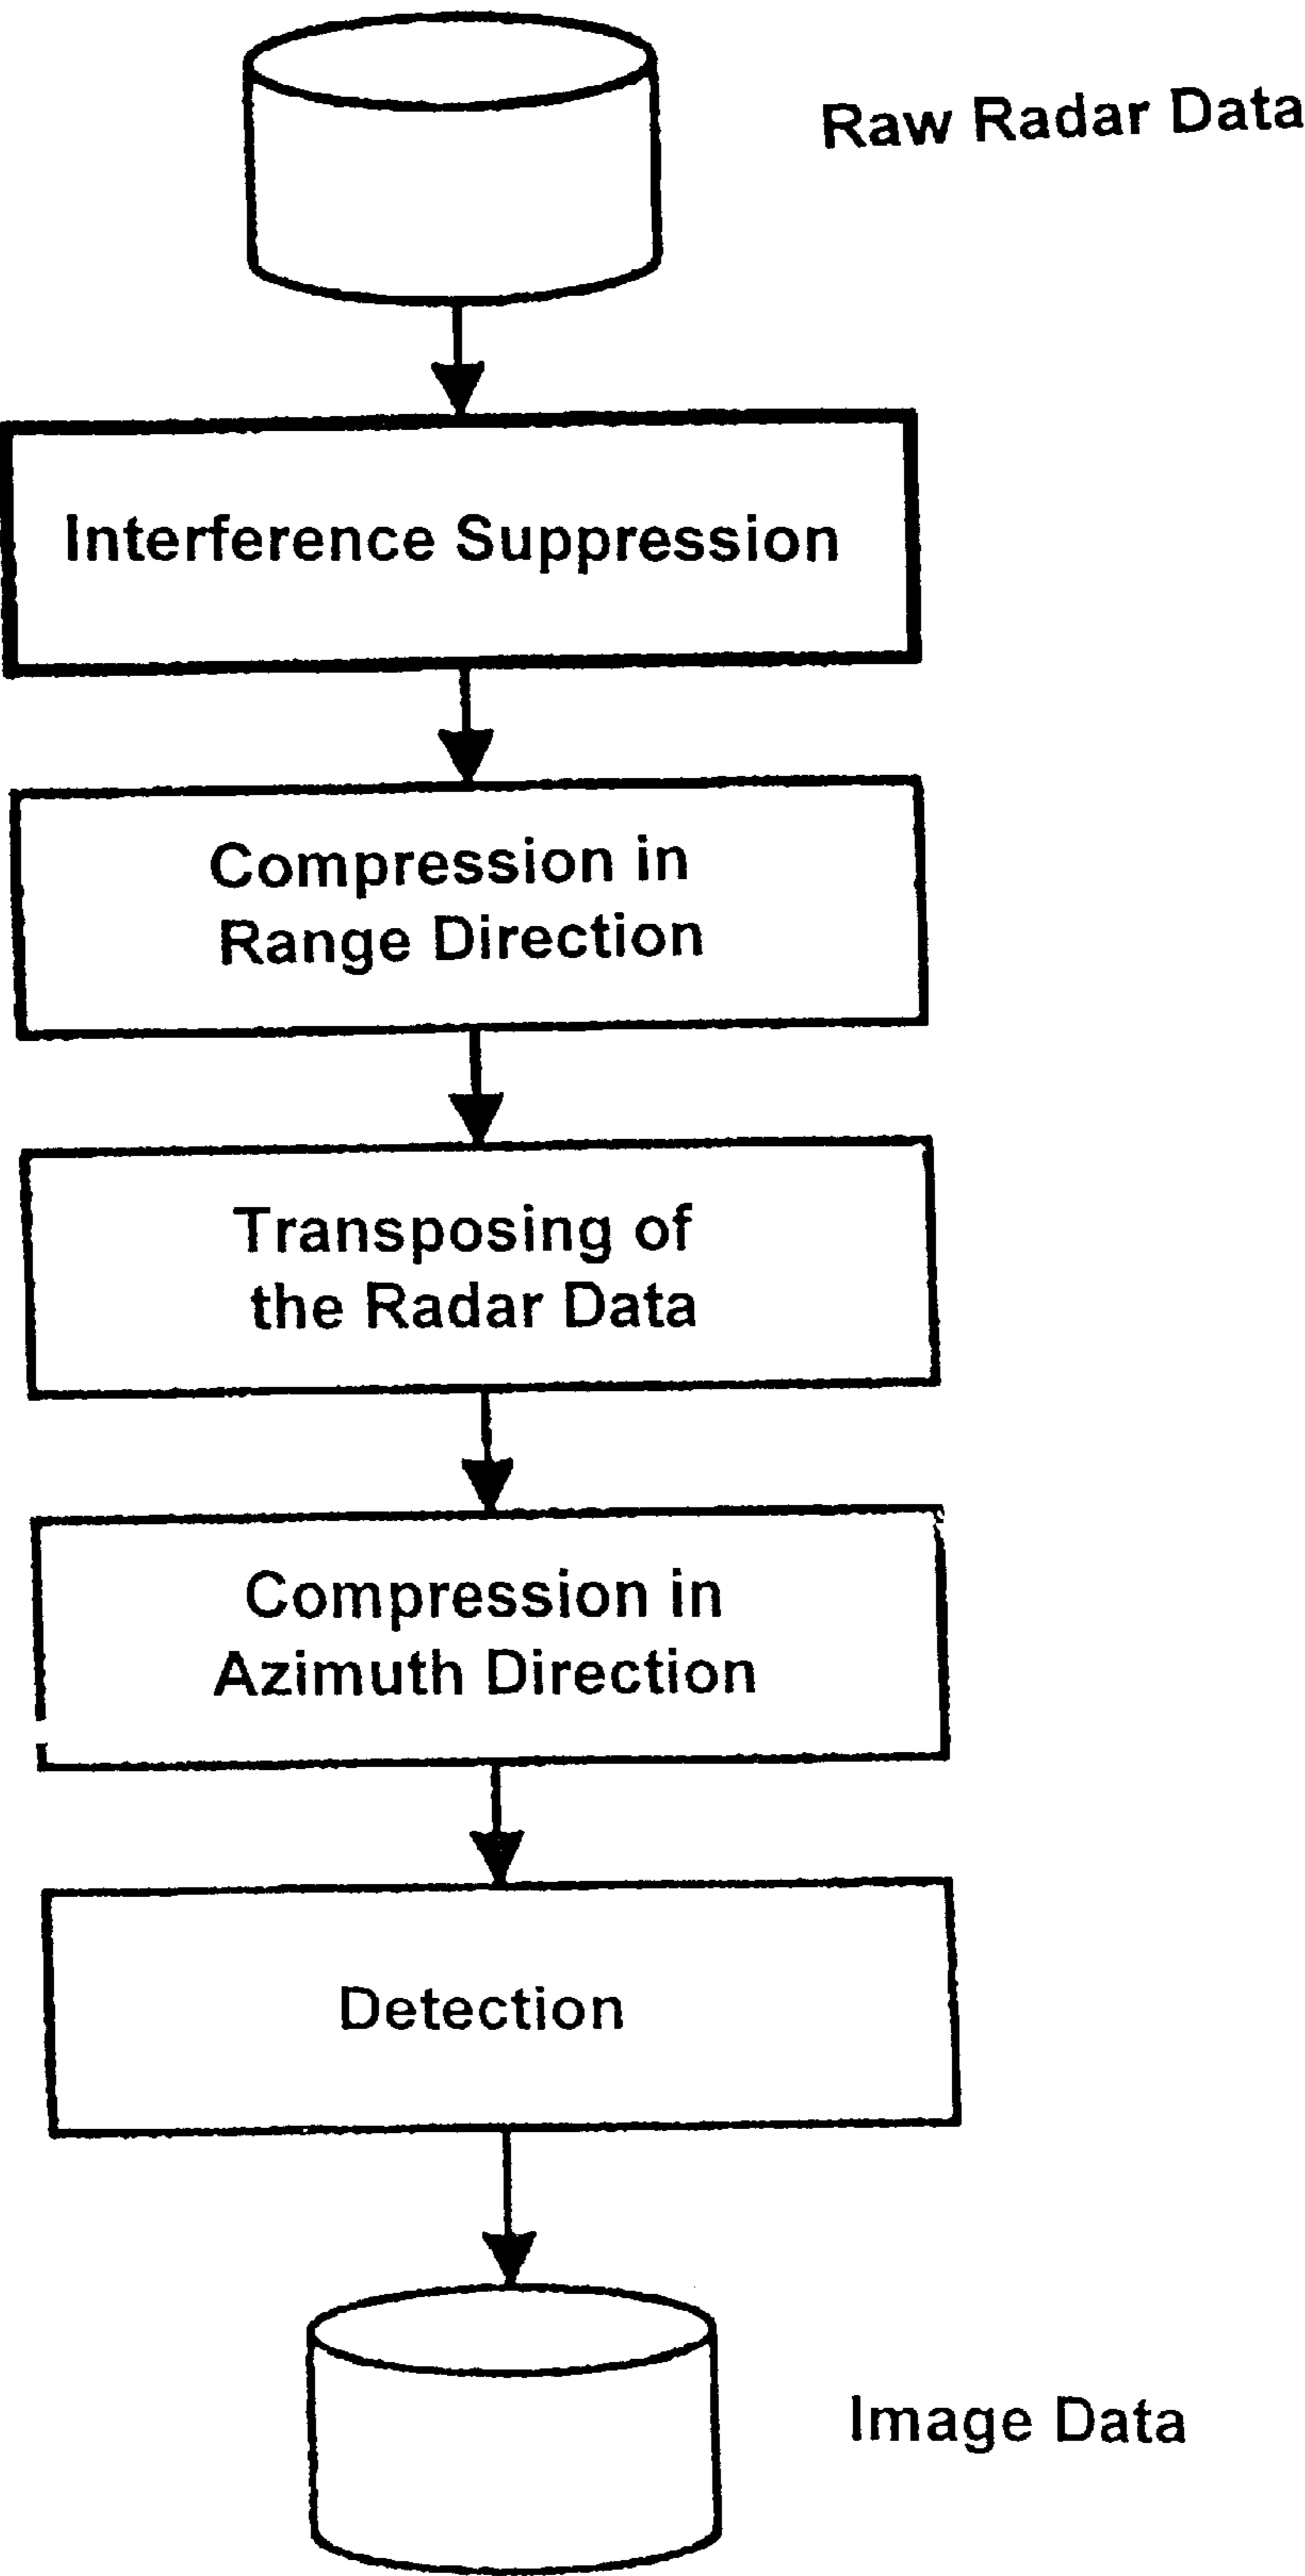 Raw Radar Data
Interference Suppression
Compression in
Range Direction
Transposing of
the Radar Data
Compression in
Azimuth Direction
Detection
Image Data